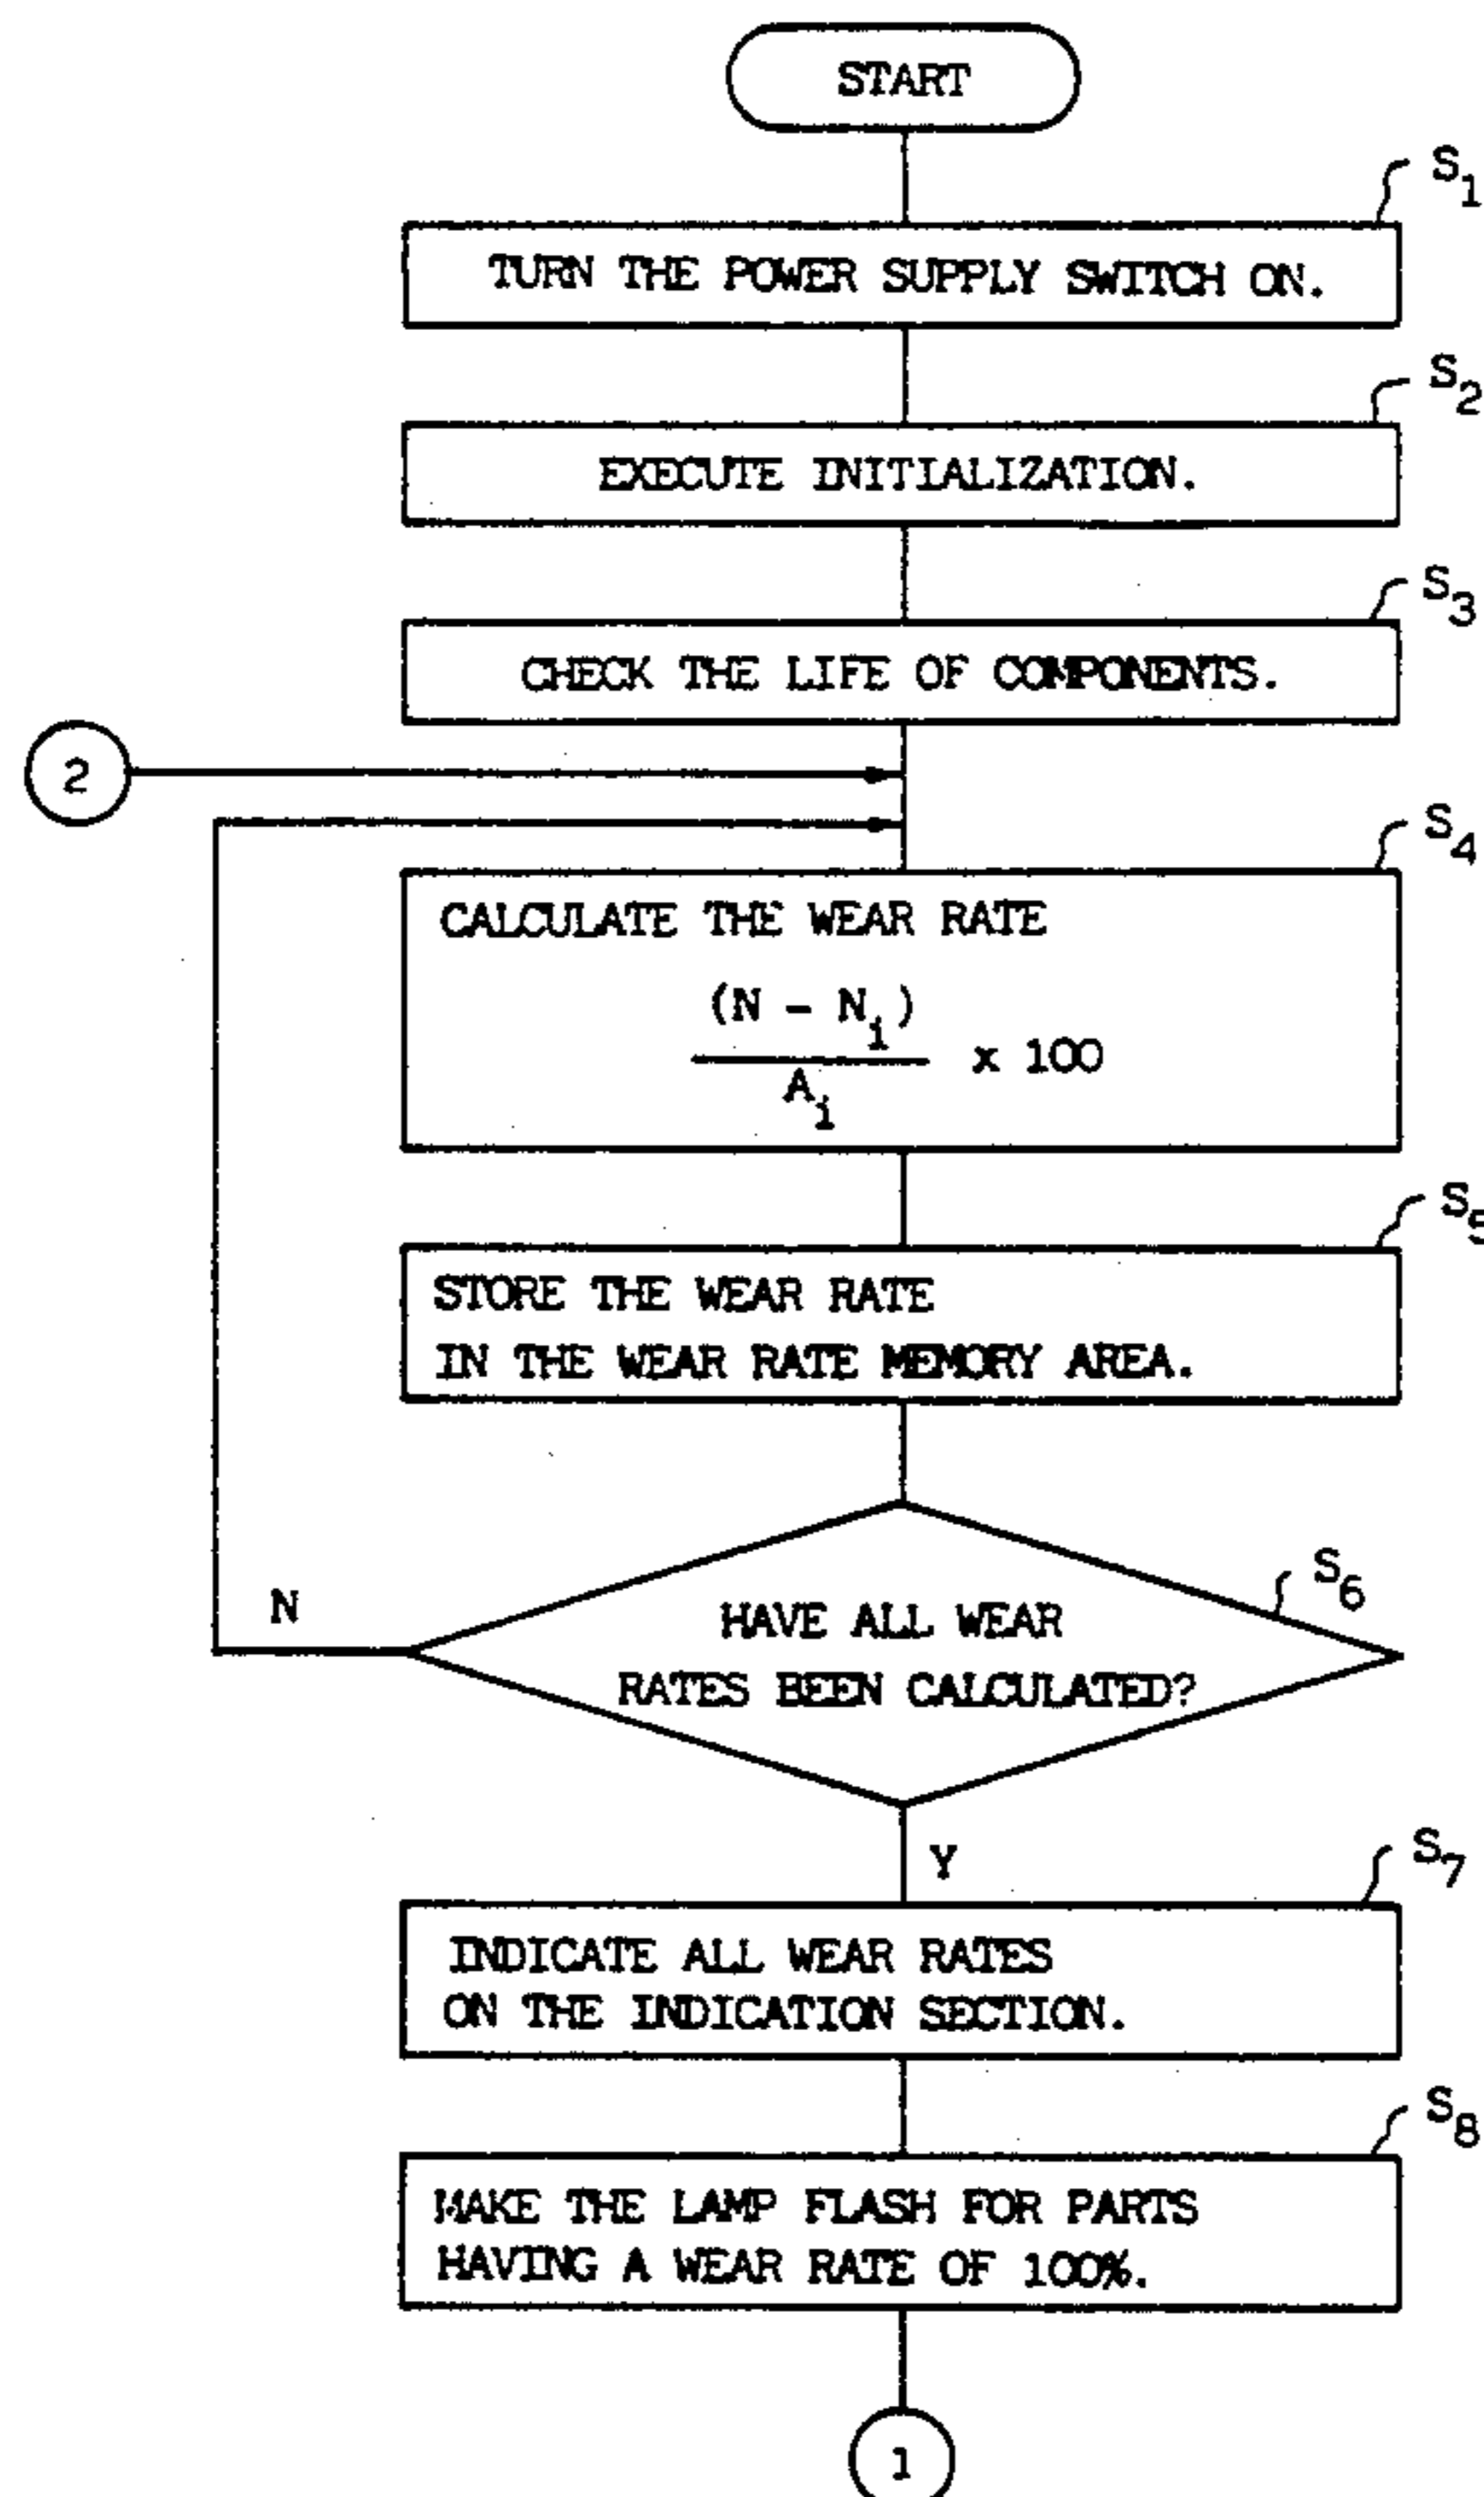 START
S1
TURN THE POWER SUPPLY SWITCH ON.
S2
EXECUTE INITIALIZATION.
S3
CHECK THE LIFE OF COMPONENTS.
2
S4
CALCULATE THE WEAR RATE
(N - Ni)
x 100
Ai
S5
STORE THE WEAR RATE
IN THE WEAR RATE MEMORY AREA.
S6
N
HAVE ALL WEAR
RATES BEEN CALCULATED?
Y
S7
INDICATE ALL WEAR RATES
ON THE INDICATION SECTION.
S8
MAKE THE LAMP FLASH FOR PARTS
HAVING A WEAR RATE OF 100%.
1